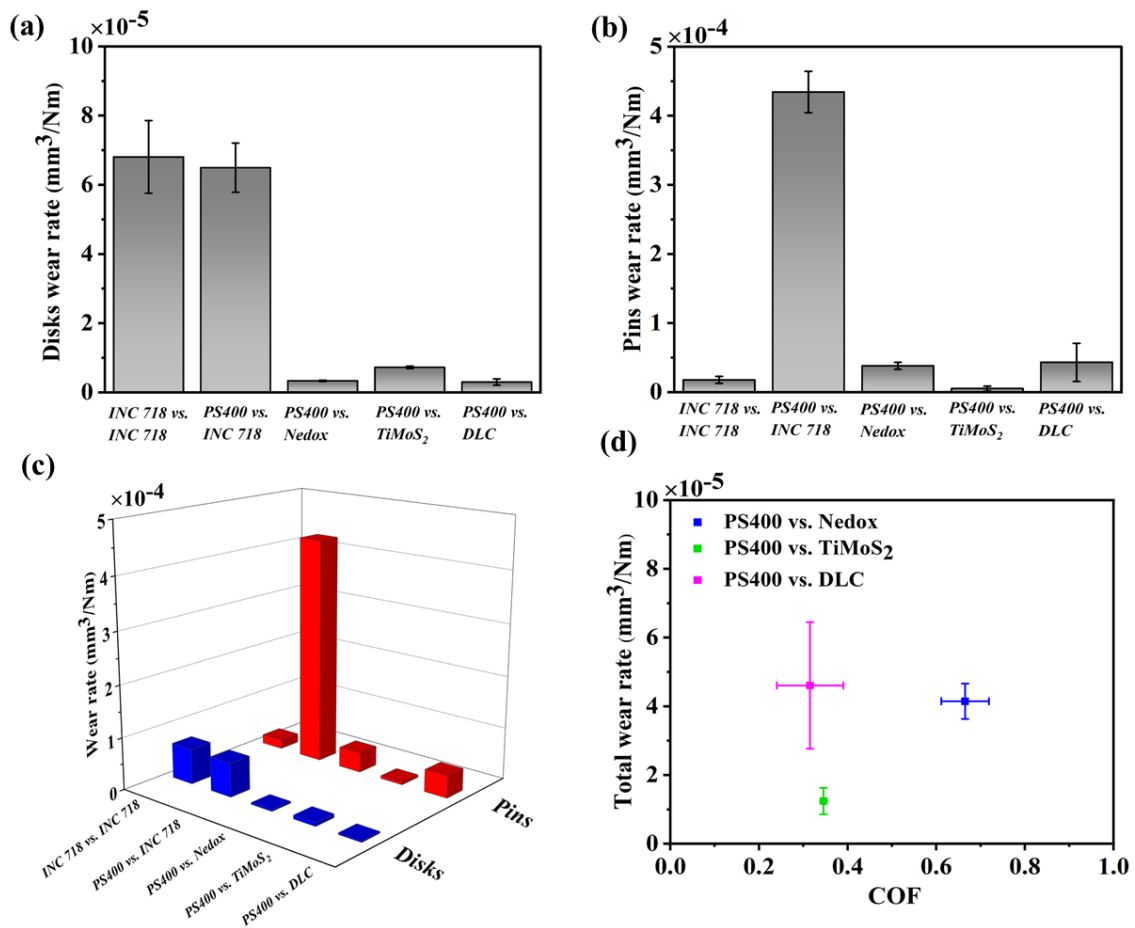 (a)
×10⁻⁵
10
8
6
4
2
0
Disks wear rate (mm³/Nm)
INC 718 vs.
INC 718
PS400 vs.
INC 718
PS400 vs.
Nedox
PS400 vs.
TiMoS₂
PS400 vs.
DLC
(b)
×10⁻⁴
5
4
3
2
1
0
Pins wear rate (mm³/Nm)
INC 718 vs.
INC 718
PS400 vs.
INC 718
PS400 vs.
Nedox
PS400 vs.
TiMoS₂
PS400 vs.
DLC
(c)
×10⁻⁴
5
4
3
2
1
0
Wear rate (mm³/Nm)
INC 718 vs. INC 718
PS400 vs. INC 718
PS400 vs. Nedox
PS400 vs. TiMoS₂
PS400 vs. DLC
Disks
Pins
(d)
×10⁻⁵
10
8
6
4
2
0
Total wear rate (mm³/Nm)
PS400 vs. Nedox
PS400 vs. TiMoS₂
PS400 vs. DLC
0.0
0.2
0.4
0.6
0.8
1.0
COF